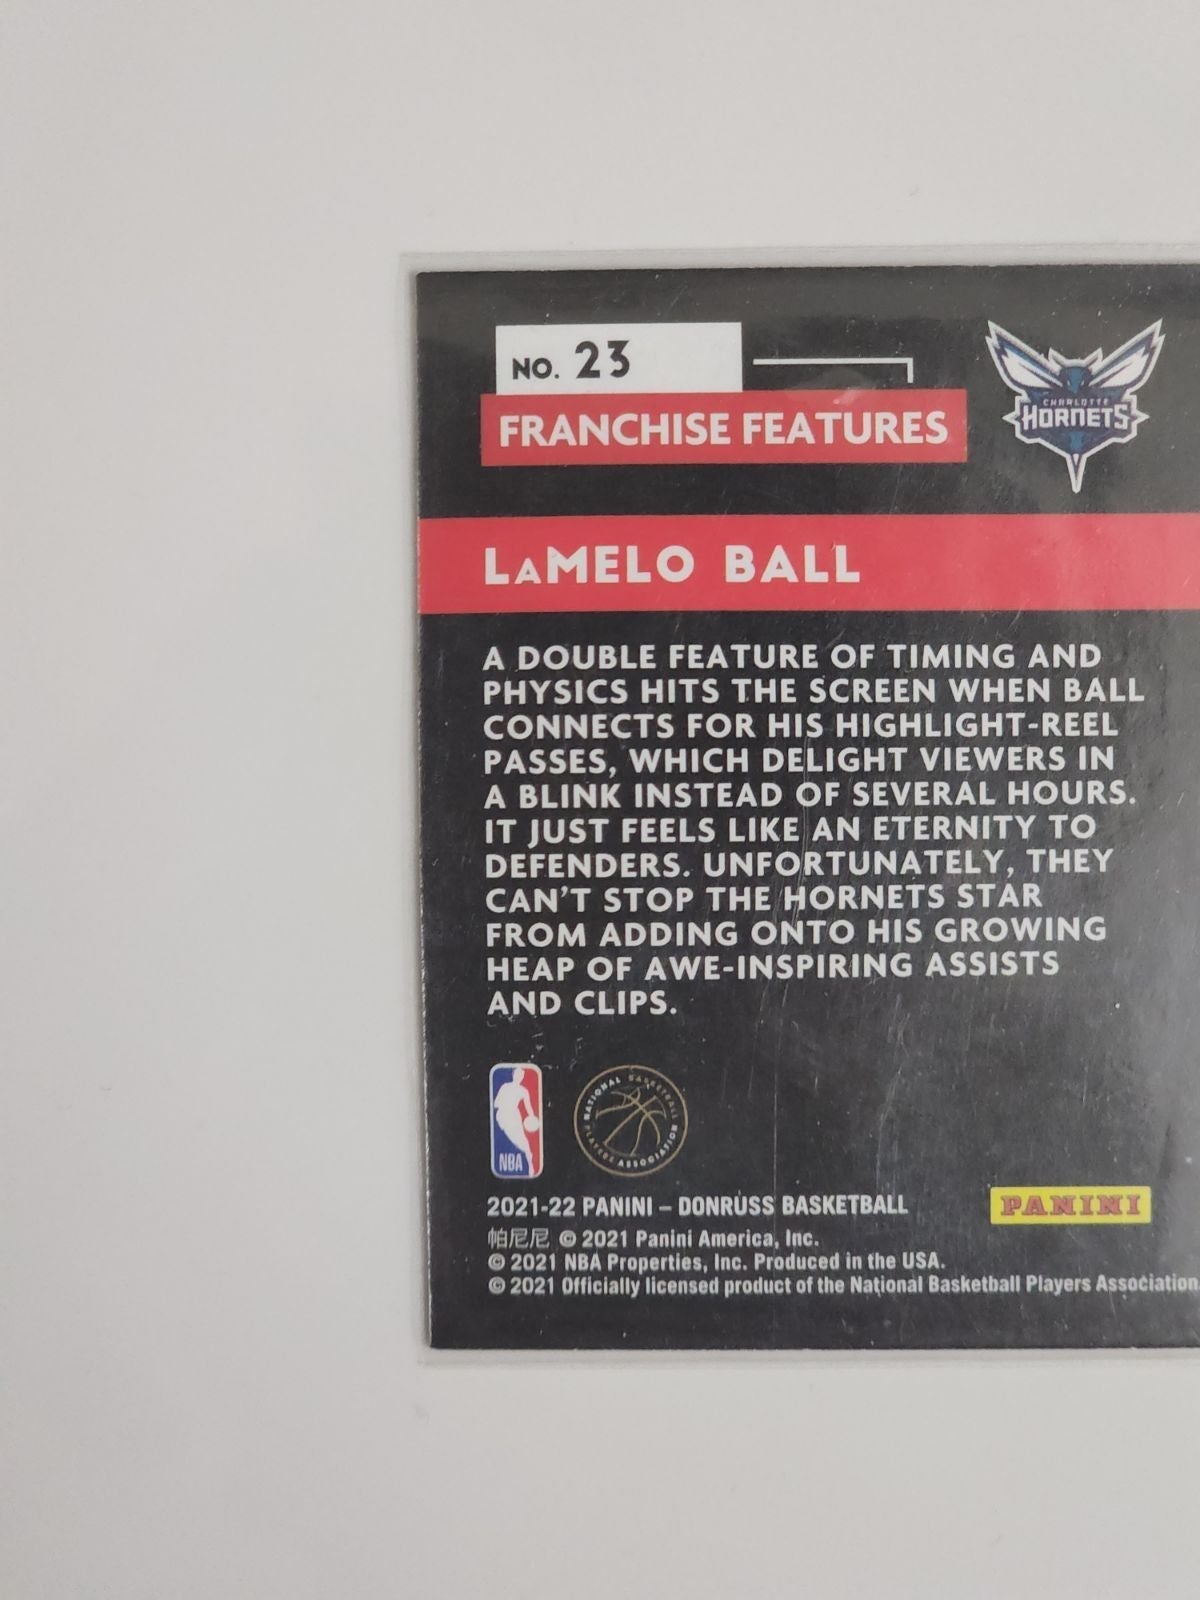 NO. 23
FRANCHISE FEATURES
CHARLOTTE
HORNETS
LaMELO BALL
A DOUBLE FEATURE OF TIMING AND
PHYSICS HITS THE SCREEN WHEN BALL
CONNECTS FOR HIS HIGHLIGHT-REEL
PASSES, WHICH DELIGHT VIEWERS IN
A BLINK INSTEAD OF SEVERAL HOURS.
IT JUST FEELS LIKE AN ETERNITY TO
DEFENDERS. UNFORTUNATELY, THEY
CAN'T STOP THE HORNETS STAR
FROM ADDING ONTO HIS GROWING
HEAP OF AWE-INSPIRING ASSISTS
AND CLIPS.
NBA
NATIONAL BASKETBALL PLAYERS ASSOCIATION
2021-22 PANINI – DONRUSS BASKETBALL
PANINI
帕尼尼 © 2021 Panini America, Inc.
© 2021 NBA Properties, Inc. Produced in the USA.
© 2021 Officially licensed product of the National Basketball Players Association